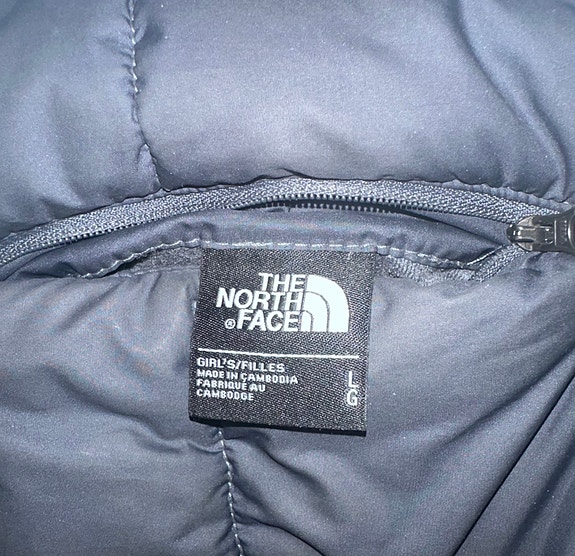 THE
NORTH
®FACE
GIRL'S/FILLES
MADE IN CAMBODIA
FABRIQUE AU
CAMBODGE
L
G